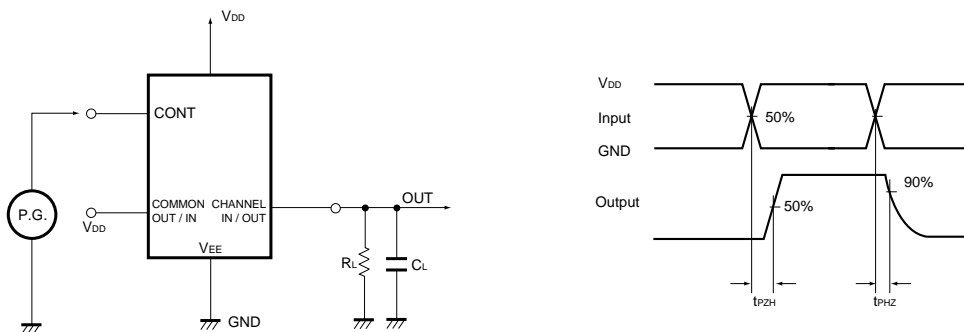 VDD
CONT
P.G.
VDD
COMMON
OUT / IN
CHANNEL
IN / OUT
VEE
GND
OUT
RL
CL
VDD
Input
GND
Output
50%
50%
90%
tPZH
tPHZ